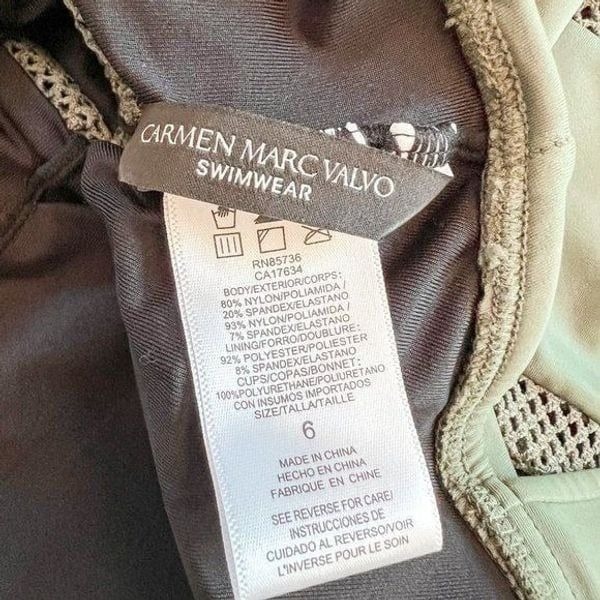 CARMEN MARC VALVO
SWIMWEAR
RN85736
CA17634
BODY/EXTERIOR/CORPS:
80% NYLON/POLIAMIDA/
20% SPANDEX/ELASTANO
93% NYLON/POLIAMIDA/
7% SPANDEX/ELASTANO
LINING/FORRO/DOUBLURE:
92% POLYESTER/POLIESTER
8% SPANDEX/ELASTANO
CUPS/COPAS/BONNET:
100%POLYURETHANE/POLIURETANO
CON INSUMOS IMPORTADOS
SIZE/TALLA/TAILLE
6
MADE IN CHINA
HECHO EN CHINA
FABRIQUE EN CHINE
SEE REVERSE FOR CARE/
INSTRUCCIONES DE
CUIDADO AL REVERSO/VOIR
L'INVERSE POUR LE SOIN